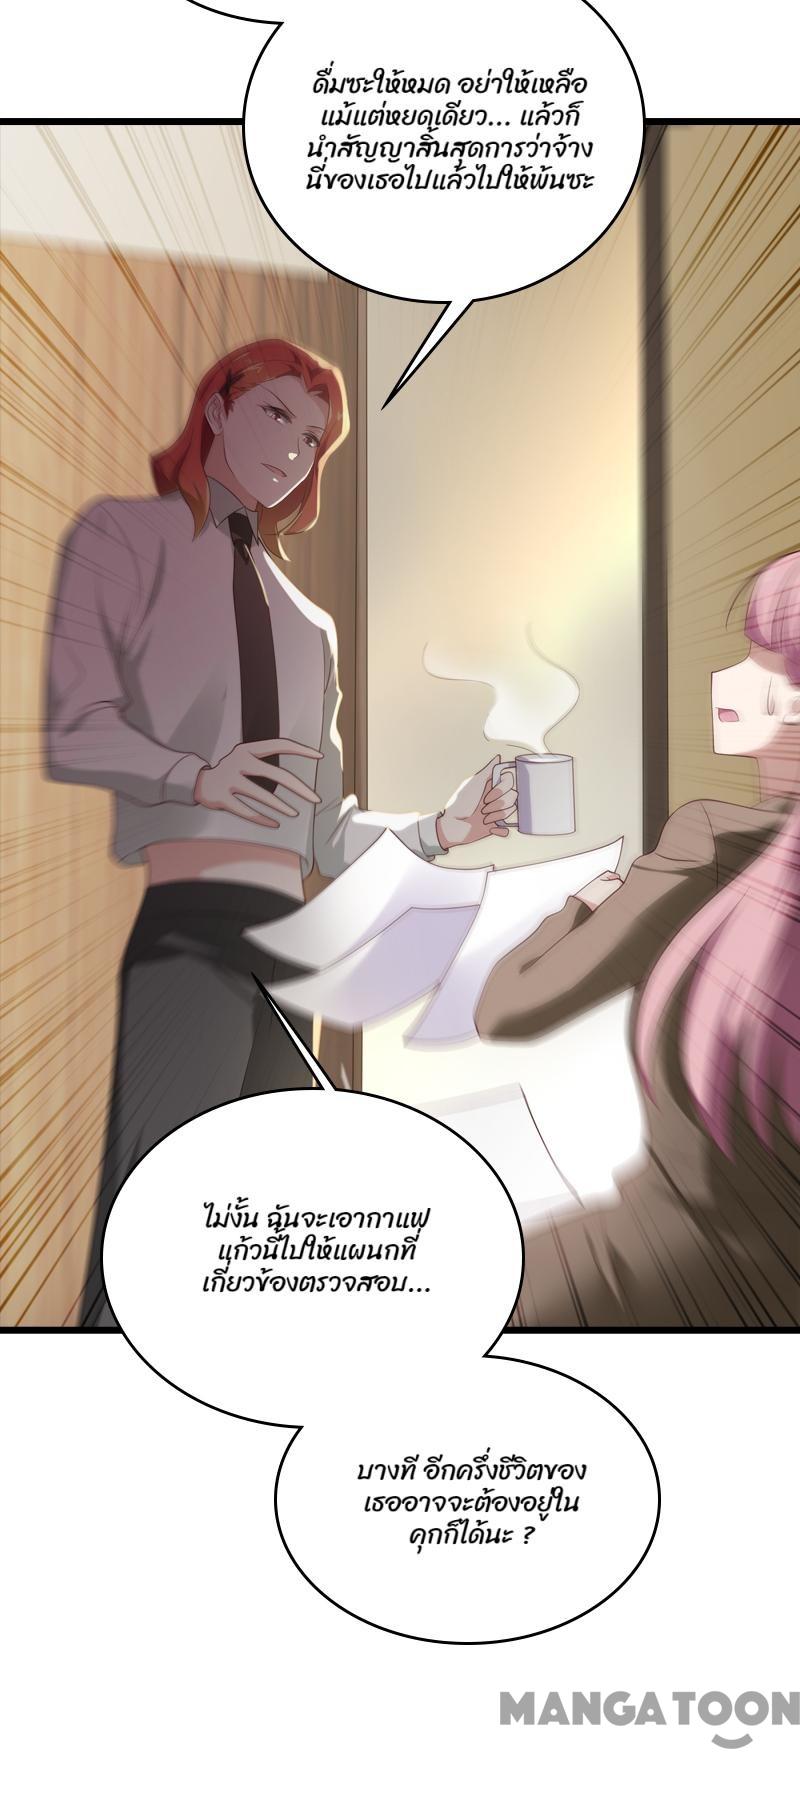 ดื่มซะให้หมด อย่าให้เหลือ
แม้แต่หยดเดียว... แล้วก็
นำสัญญาสิ้นสุดการว่าจ้าง
นี่ของเธอไปแล้วไปให้พ้นซะ
ไม่งั้น ฉันจะเอากาแฟ
แก้วนี้ไปให้แผนกที่
เกี่ยวข้องตรวจสอบ...
บางที อีกครึ่งชีวิตของ
เธออาจจะต้องอยู่ใน
คุกก็ได้นะ ?
MANGA TOON